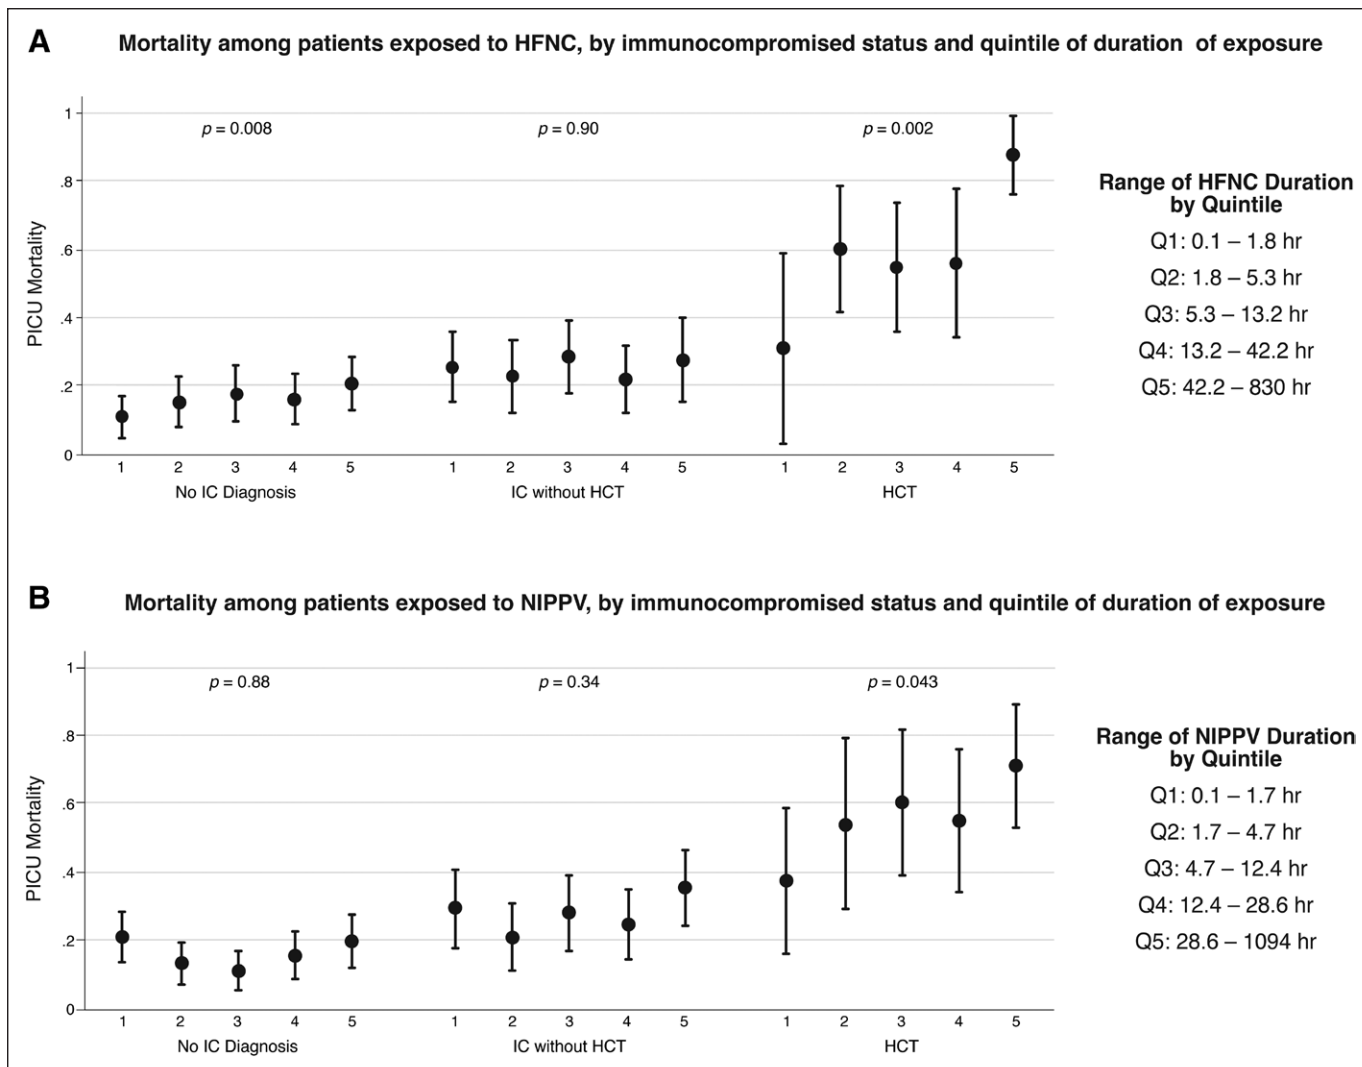 A
Mortality among patients exposed to HFNC, by immunocompromised status and quintile of duration of exposure
PICU Mortality
1
.8
.6
.4
.2
0
p = 0.008
p = 0.90
p = 0.002
1 2 3 4 5 1 2 3 4 5 1 2 3 4 5
No IC Diagnosis
IC without HCT
HCT
Range of HFNC Duration
by Quintile
Q1: 0.1 – 1.8 hr
Q2: 1.8 – 5.3 hr
Q3: 5.3 – 13.2 hr
Q4: 13.2 – 42.2 hr
Q5: 42.2 – 830 hr
B
Mortality among patients exposed to NIPPV, by immunocompromised status and quintile of duration of exposure
PICU Mortality
1
.8
.6
.4
.2
0
p = 0.88
p = 0.34
p = 0.043
1 2 3 4 5 1 2 3 4 5 1 2 3 4 5
No IC Diagnosis
IC without HCT
HCT
Range of NIPPV Duration
by Quintile
Q1: 0.1 – 1.7 hr
Q2: 1.7 – 4.7 hr
Q3: 4.7 – 12.4 hr
Q4: 12.4 – 28.6 hr
Q5: 28.6 – 1094 hr